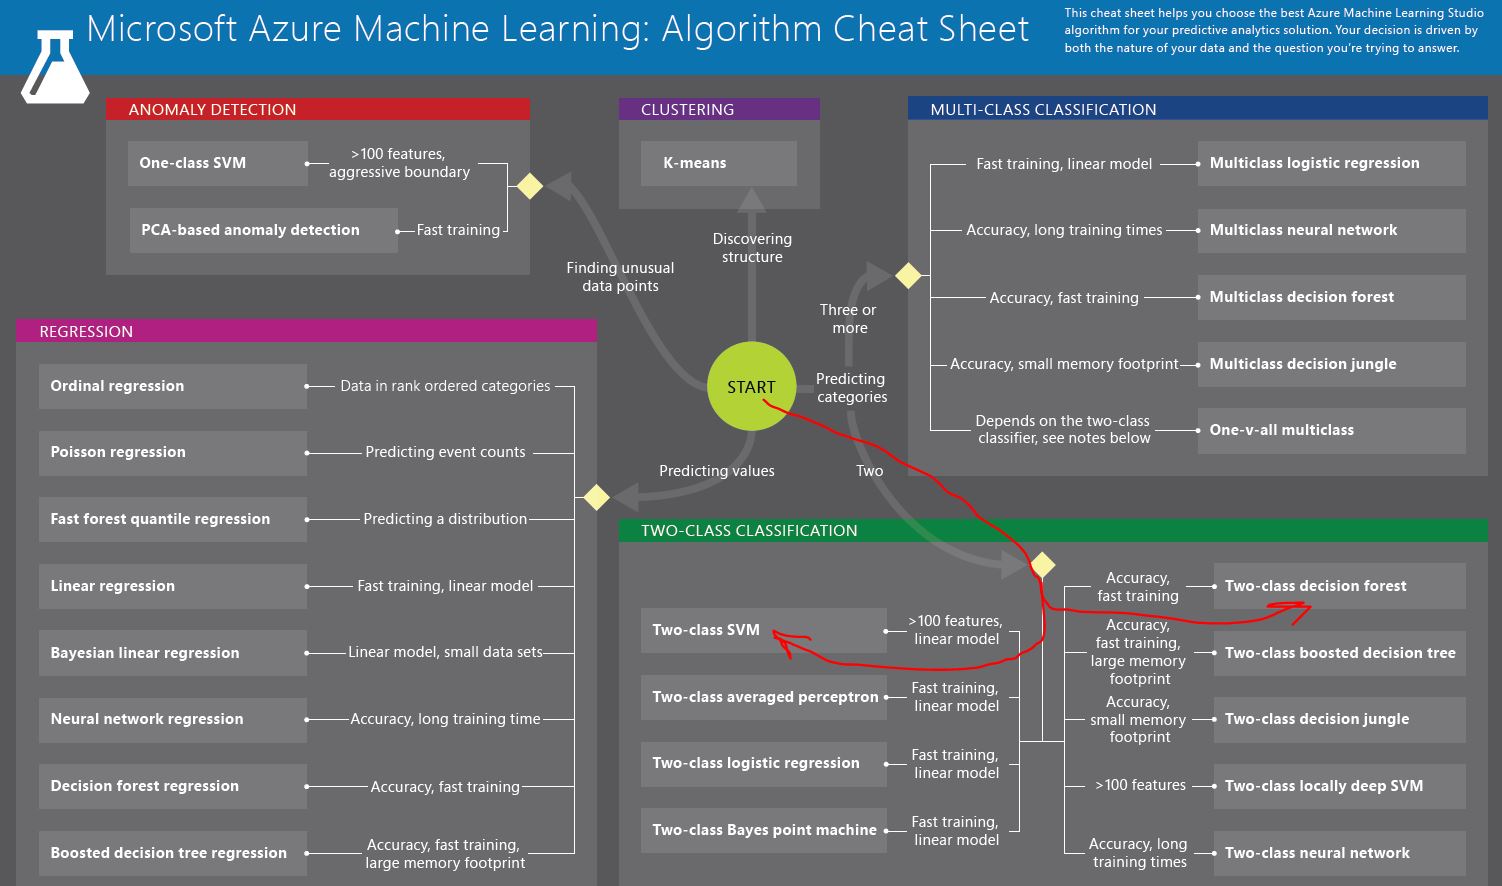 Microsoft Azure Machine Learning: Algorithm Cheat Sheet
This cheat sheet helps you choose the best Azure Machine Learning Studio
algorithm for your predictive analytics solution. Your decision is driven by
both the nature of your data and the question you’re trying to answer.
ANOMALY DETECTION
One-class SVM
>100 features,
aggressive boundary
PCA-based anomaly detection
Fast training
CLUSTERING
K-means
MULTI-CLASS CLASSIFICATION
Fast training, linear model
Multiclass logistic regression
Accuracy, long training times
Multiclass neural network
Accuracy, fast training
Multiclass decision forest
Accuracy, small memory footprint
Multiclass decision jungle
Depends on the two-class
classifier, see notes below
One-v-all multiclass
Finding unusual
data points
Discovering
structure
Three or
more
START
Predicting
categories
Predicting values
Two
REGRESSION
Ordinal regression
Data in rank ordered categories
Poisson regression
Predicting event counts
Fast forest quantile regression
Predicting a distribution
Linear regression
Fast training, linear model
Bayesian linear regression
Linear model, small data sets
Neural network regression
Accuracy, long training time
Decision forest regression
Accuracy, fast training
Boosted decision tree regression
Accuracy, fast training,
large memory footprint
TWO-CLASS CLASSIFICATION
Two-class SVM
>100 features,
linear model
Two-class averaged perceptron
Fast training,
linear model
Two-class logistic regression
Fast training,
linear model
Two-class Bayes point machine
Fast training,
linear model
Accuracy,
fast training
Two-class decision forest
Accuracy,
fast training,
large memory
footprint
Two-class boosted decision tree
Accuracy,
small memory
footprint
Two-class decision jungle
>100 features
Two-class locally deep SVM
Accuracy, long
training times
Two-class neural network